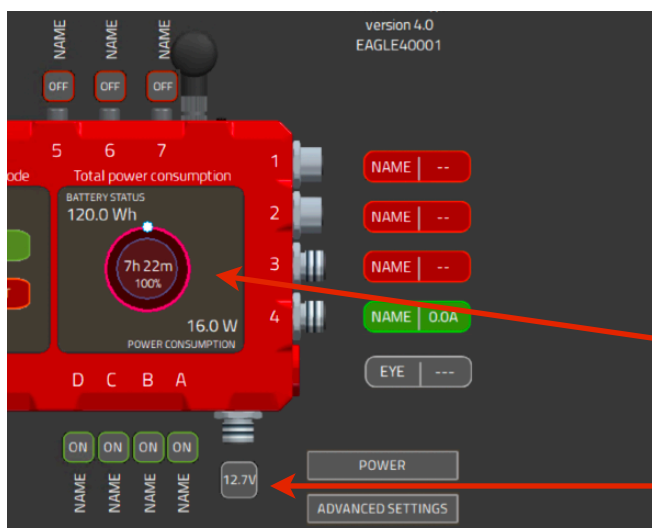 version 4.0
EAGLE40001
NAME NAME NAME
OFF OFF OFF
5 6 7
ode
Total power consumption
BATTERY STATUS
120.0 Wh
7h 22m
100%
16.0 W
POWER CONSUMPTION
T
1
2
3
4
NAME | --
NAME | --
NAME | --
NAME | 0.0A
EYE | ---
D C B A
ON ON ON ON
NAME NAME NAME NAME
12.7V
POWER
ADVANCED SETTINGS